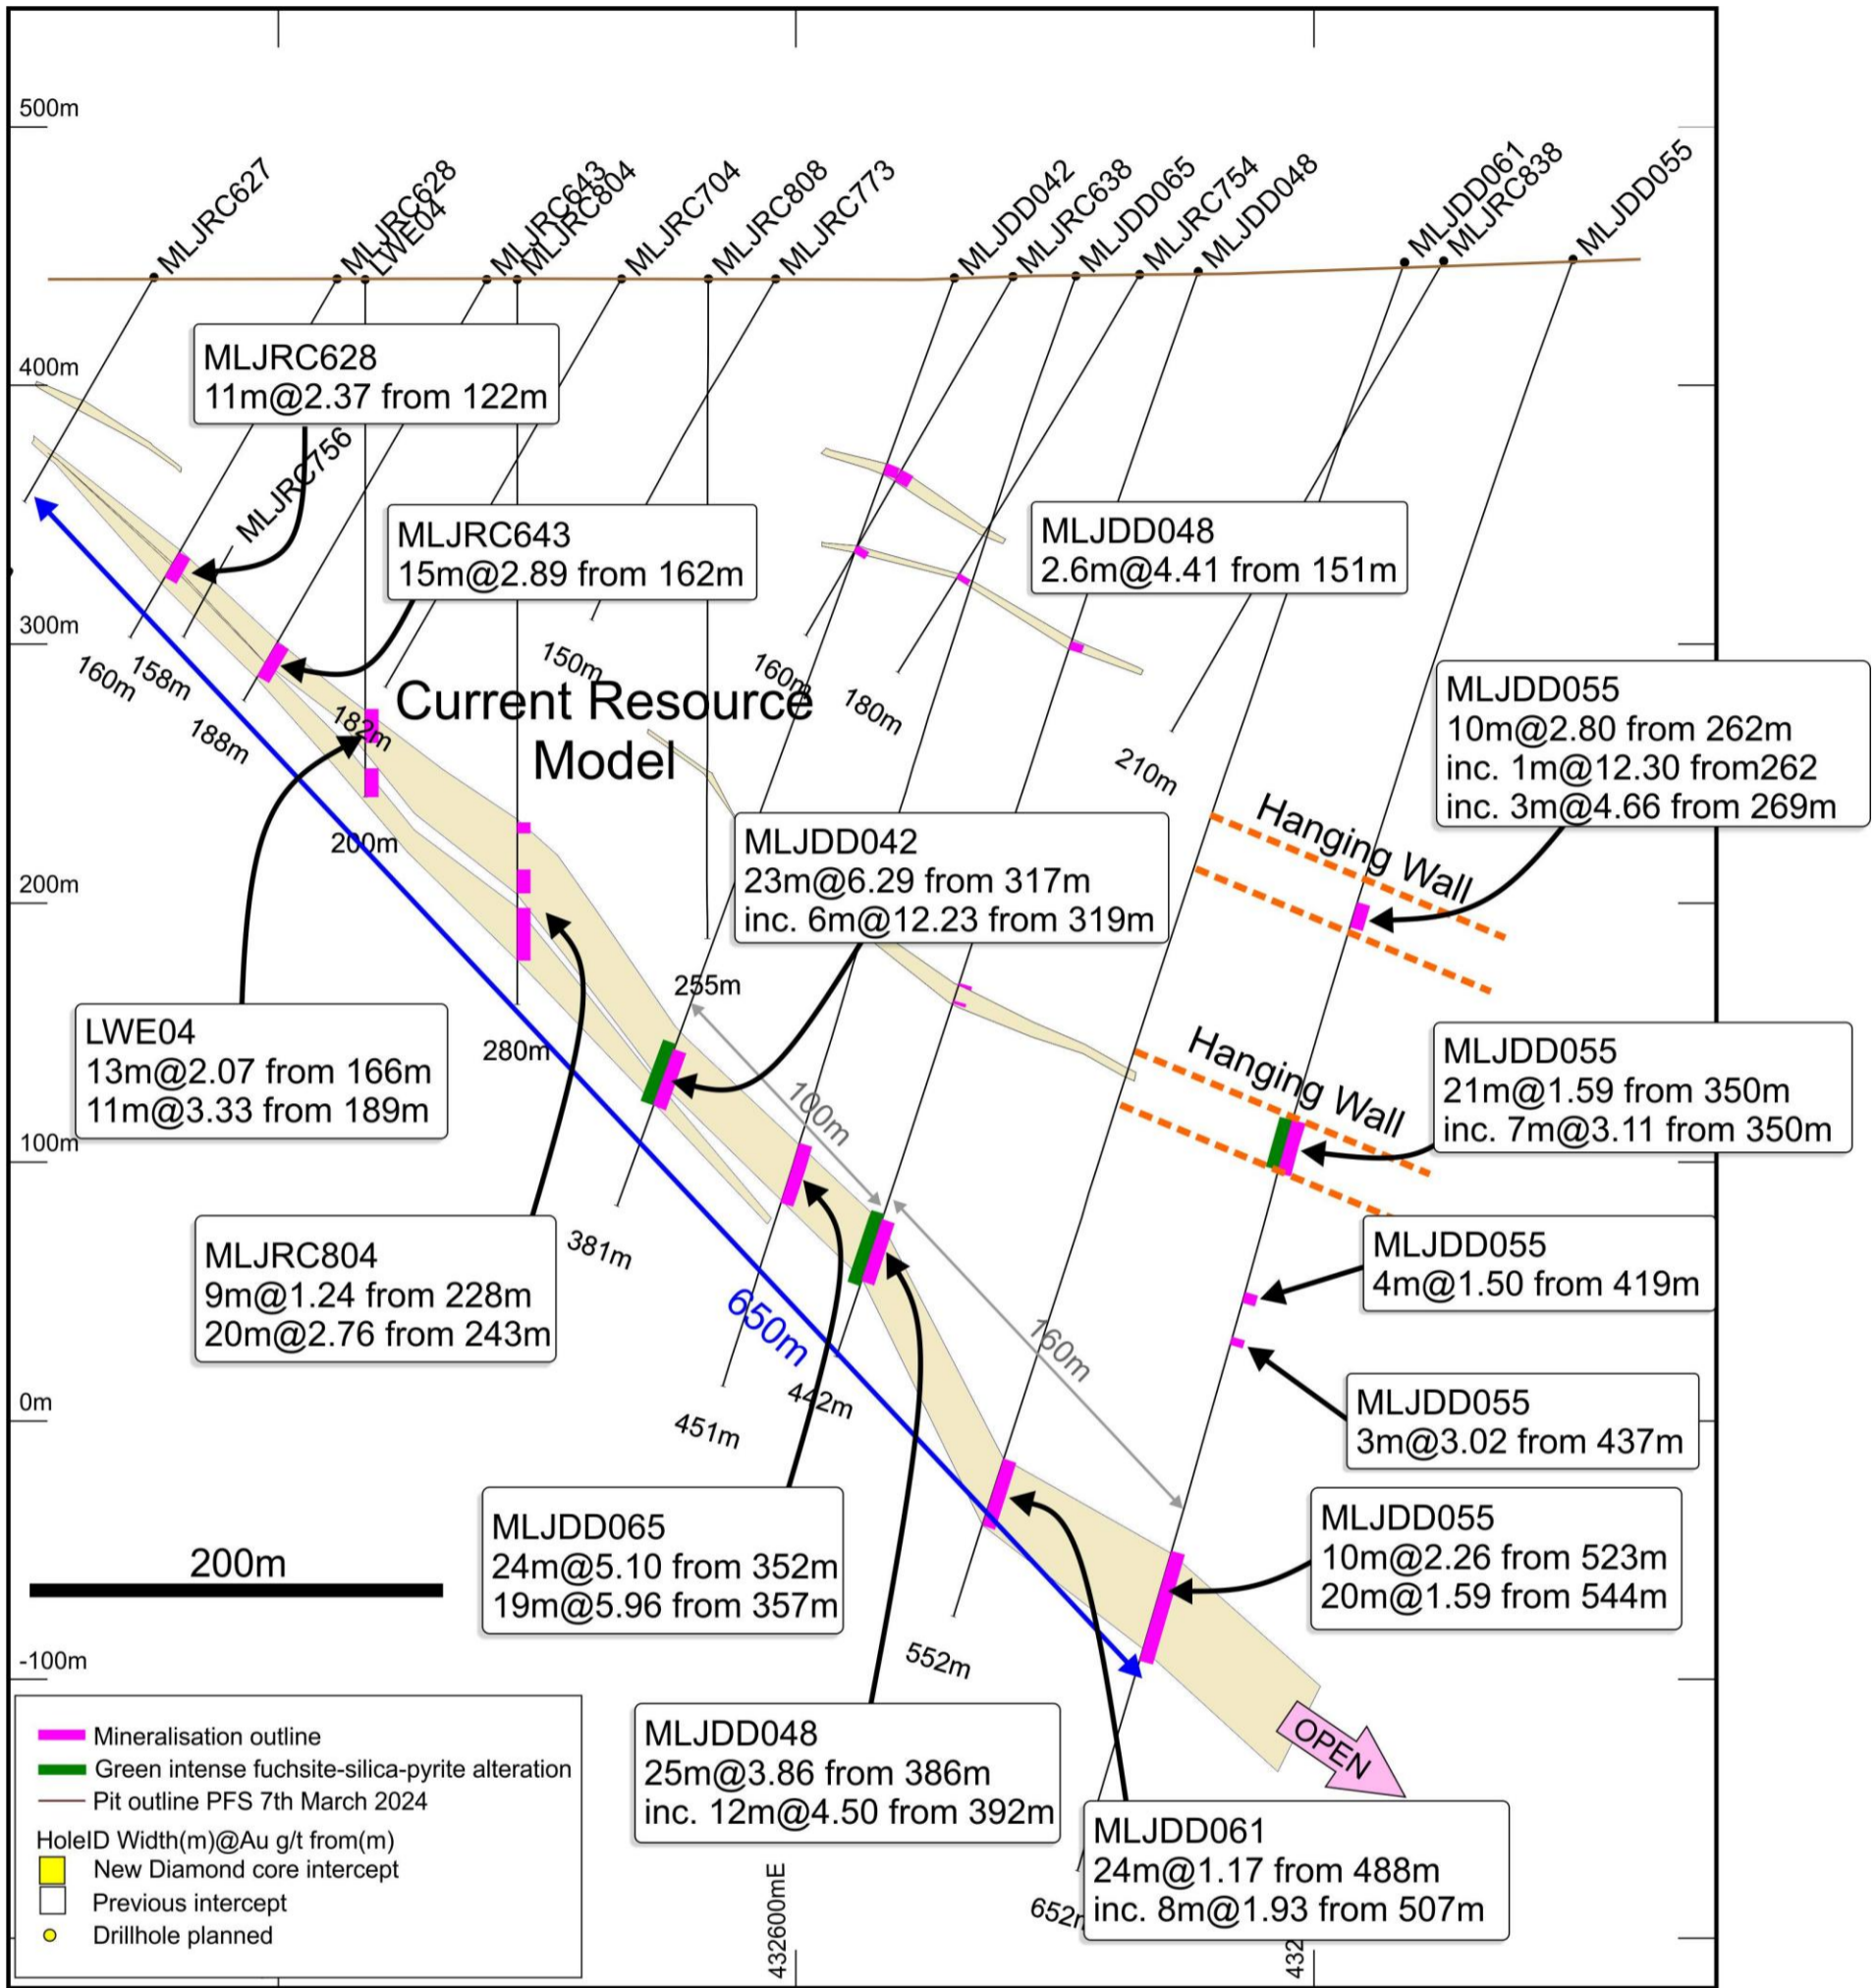 500m
MLJRC627
MLJRC628
LWE04
MLJRC643
MLJRC804
MLJRC704
MLJRC808
MLJRC773
MLJDD042
MLJRC638
MLJDD065
MLJRC754
MLJDD048
MLJDD061
MLJRC838
MLJDD055
400m
MLJRC628
11m@2.37 from 122m
MLJRC756
MLJRC643
15m@2.89 from 162m
MLJDD048
2.6m@4.41 from 151m
300m
160m
158m
188m
182m
150m
160m
180m
210m
Current Resource
Model
MLJDD055
10m@2.80 from 262m
inc. 1m@12.30 from262
inc. 3m@4.66 from 269m
Hanging Wall
200m
200m
MLJDD042
23m@6.29 from 317m
inc. 6m@12.23 from 319m
255m
280m
LWE04
13m@2.07 from 166m
11m@3.33 from 189m
100m
Hanging Wall
MLJDD055
21m@1.59 from 350m
inc. 7m@3.11 from 350m
100m
MLJRC804
9m@1.24 from 228m
20m@2.76 from 243m
381m
650m
160m
MLJDD055
4m@1.50 from 419m
0m
451m
442m
MLJDD055
3m@3.02 from 437m
200m
MLJDD065
24m@5.10 from 352m
19m@5.96 from 357m
MLJDD055
10m@2.26 from 523m
20m@1.59 from 544m
552m
-100m
OPEN
MLJDD048
25m@3.86 from 386m
inc. 12m@4.50 from 392m
MLJDD061
24m@1.17 from 488m
inc. 8m@1.93 from 507m
Mineralisation outline
Green intense fuchsite-silica-pyrite alteration
Pit outline PFS 7th March 2024
HoleID Width(m)@Au g/t from(m)
New Diamond core intercept
Previous intercept
Drillhole planned
432600mE